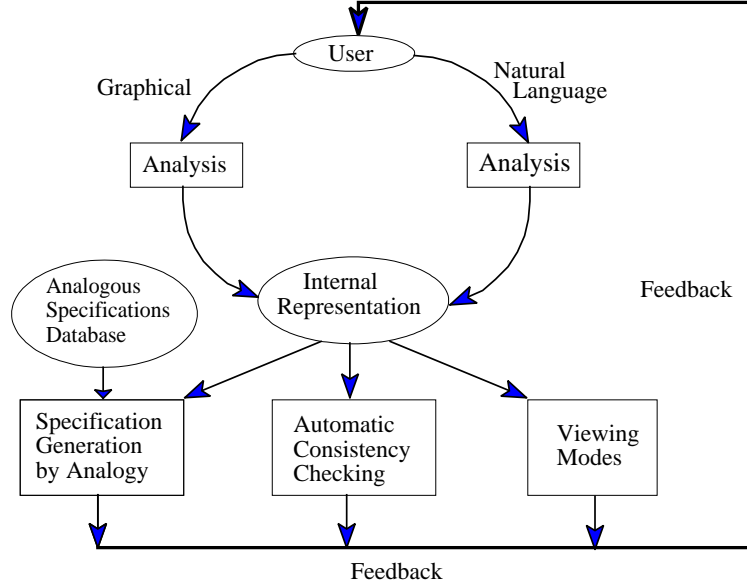 User
Graphical
Natural
Language
Analysis
Analysis
Analogous
Specifications
Database
Internal
Representation
Feedback
Specification
Generation
by Analogy
Automatic
Consistency
Checking
Viewing
Modes
Feedback